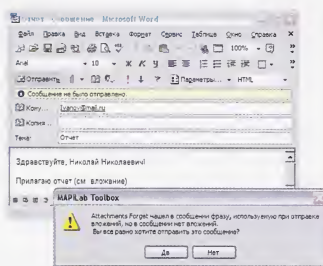 Отчет - Сообщение - Microsoft Word
Файл Правка Вид Вставка Формат Сервис Таблица Окно Справка
100%
Arial 10 Ж К Ч
Отправить Параметры... HTML
Сообщение не было отправлено.
Кому... ivanov@mail.ru
Копия...
Тема: Отчет
Здравствуйте, Николай Николаевич!
Прилагаю отчет (см. вложение)
MAPILab Toolbox
Attachments Forget нашел в сообщении фразу, используемую при отправке
вложений, но в сообщении нет вложений.
Вы все равно хотите отправить это сообщение?
Да Нет